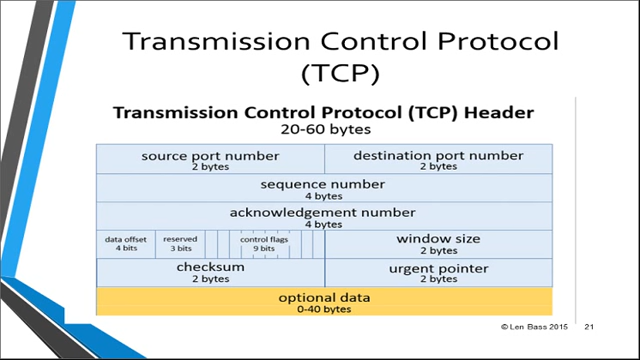 Transmission Control Protocol
(TCP)
Transmission Control Protocol (TCP) Header
20-60 bytes
source port number
2 bytes
destination port number
2 bytes
sequence number
4 bytes
acknowledgement number
4 bytes
data offset
4 bits
reserved
3 bits
control flags
9 bits
window size
2 bytes
checksum
2 bytes
urgent pointer
2 bytes
optional data
0-40 bytes
© Len Bass 2015 21